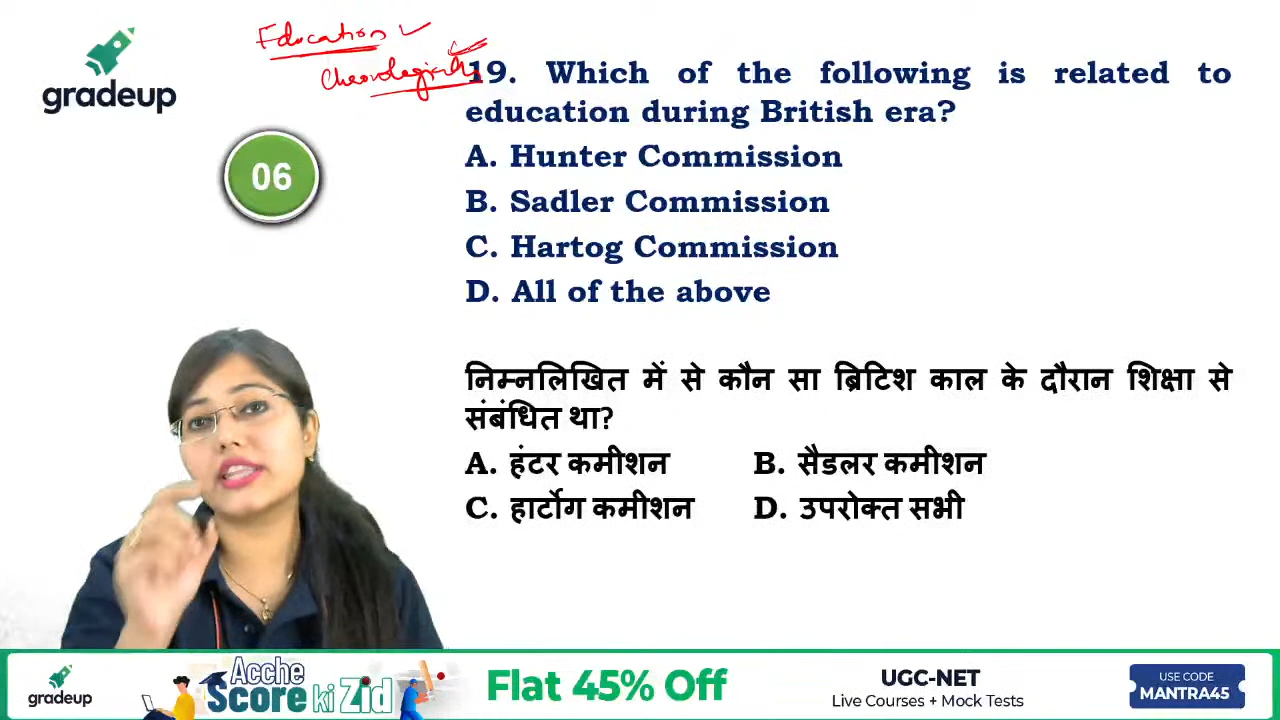 Education
gradeup
19. Which of the following is related to
education during British era?
06
A. Hunter Commission
B. Sadler Commission
C. Hartog Commission
D. All of the above
निम्नलिखित में से कौन सा ब्रिटिश काल के दौरान शिक्षा से
संबंधित था?
A. हंटर कमीशन B. सैडलर कमीशन
C. हार्टोग कमीशन D. उपरोक्त सभी
gradeup
Acche
Score ki Zid
Flat 45% Off
UGC-NET
Live Courses + Mock Tests
USE CODE
MANTRA45